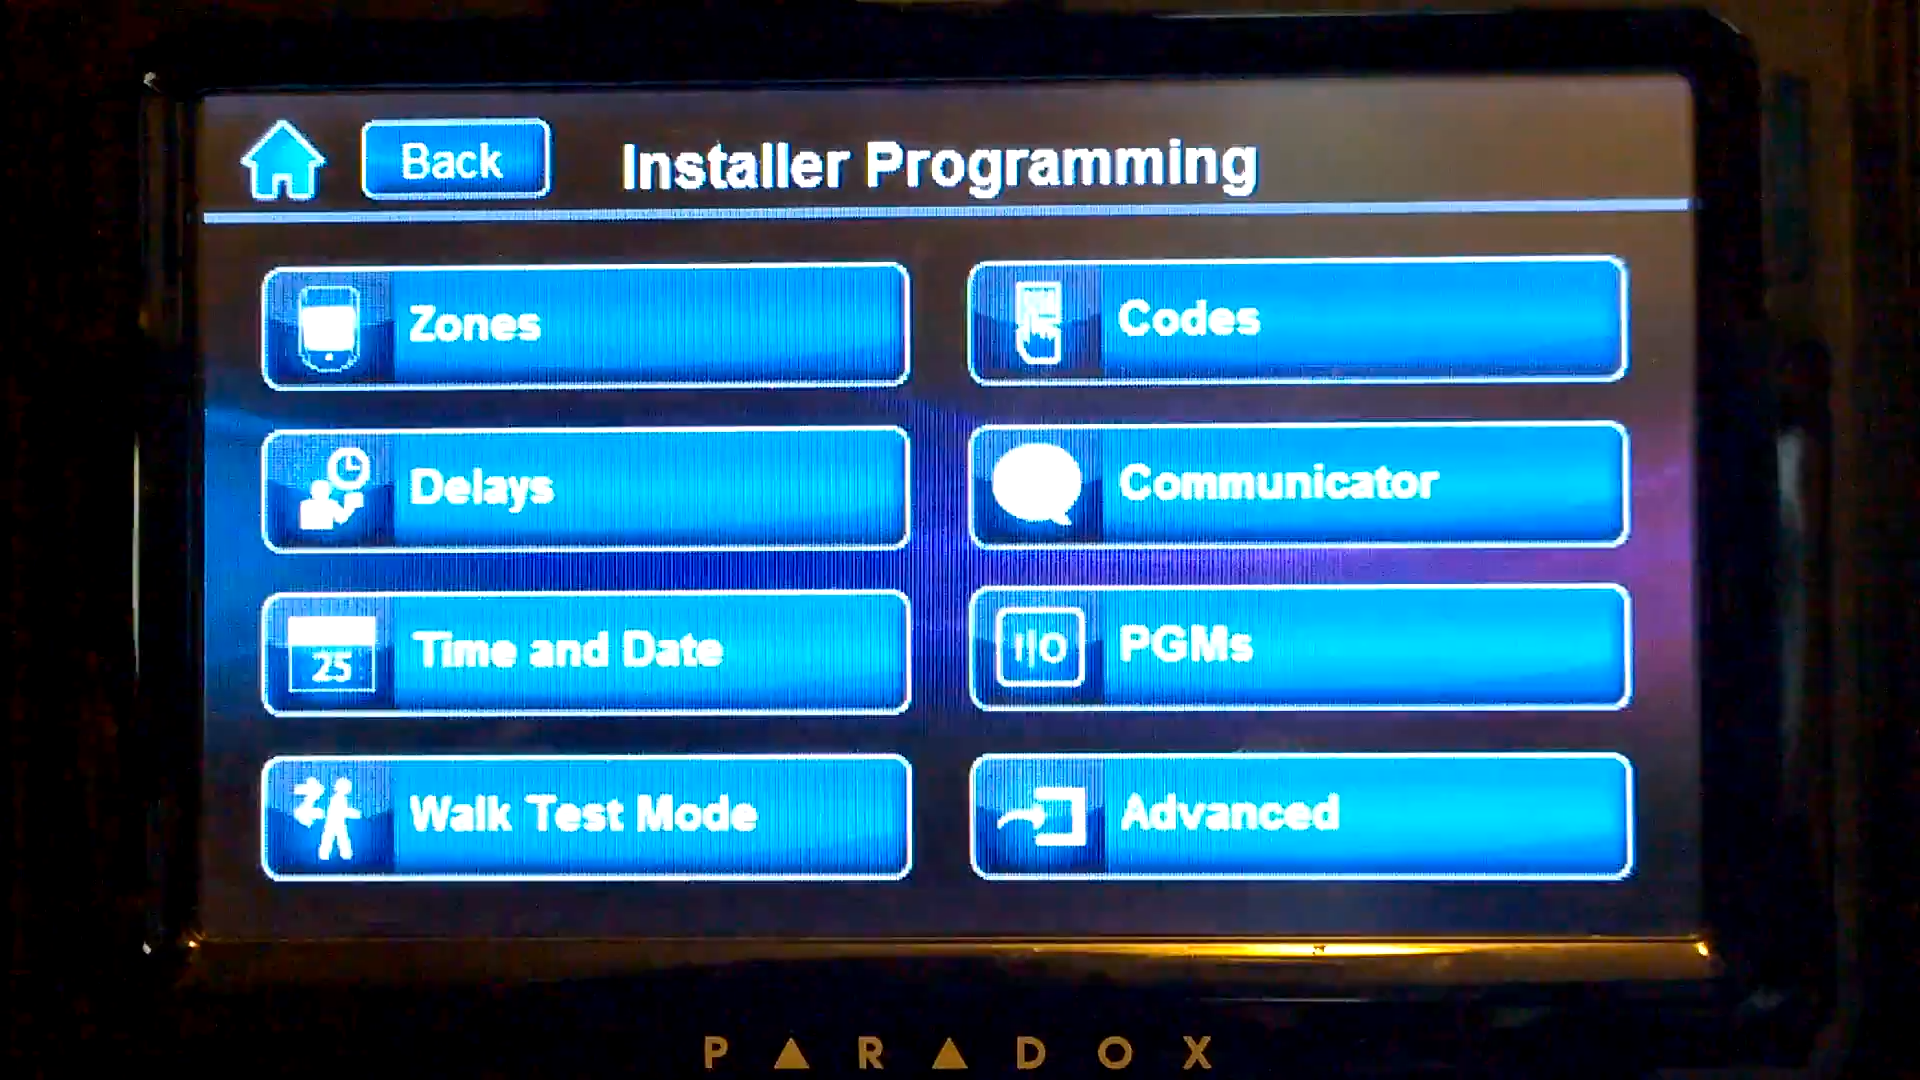 Back
Installer Programming
Zones
Codes
Delays
Communicator
25
Time and Date
I|O
PGMs
Walk Test Mode
Advanced
PARADOX